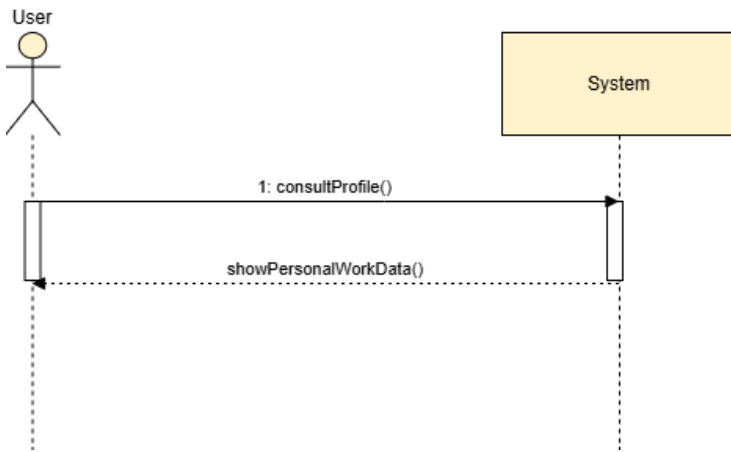 User
System
1: consultProfile()
showPersonalWorkData()